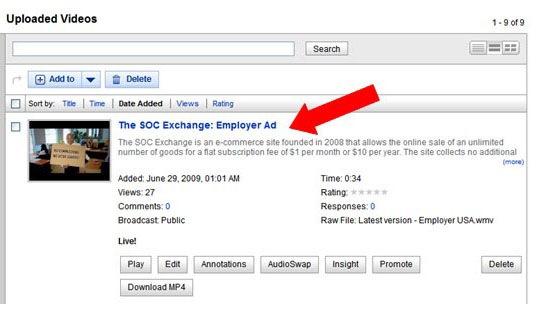 Uploaded Videos
1 - 9 of 9
Search
Add to
Delete
Sort by: Title | Time | Date Added | Views | Rating
The SOC Exchange: Employer Ad
The SOC Exchange is an e-commerce site founded in 2008 that allows the online sale of an unlimited
number of goods for a flat subscription fee of $1 per month or $10 per year. The site collects no additional
(more)
Added: June 29, 2009, 01:01 AM
Time: 0:34
Views: 27
Rating:
Comments: 0
Responses: 0
Broadcast: Public
Raw File: Latest version - Employer USA.wmv
Live!
Play
Edit
Annotations
AudioSwap
Insight
Promote
Delete
Download MP4